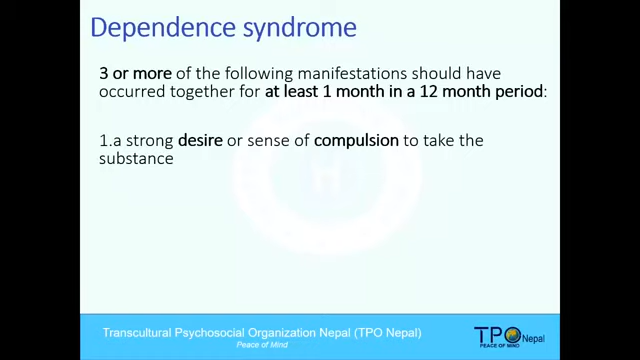 Dependence syndrome
3 or more of the following manifestations should have
occurred together for at least 1 month in a 12 month period:
1.a strong desire or sense of compulsion to take the
substance
Transcultural Psychosocial Organization Nepal (TPO Nepal)
Peace of Mind
TPO Nepal
PEACE OF MIND